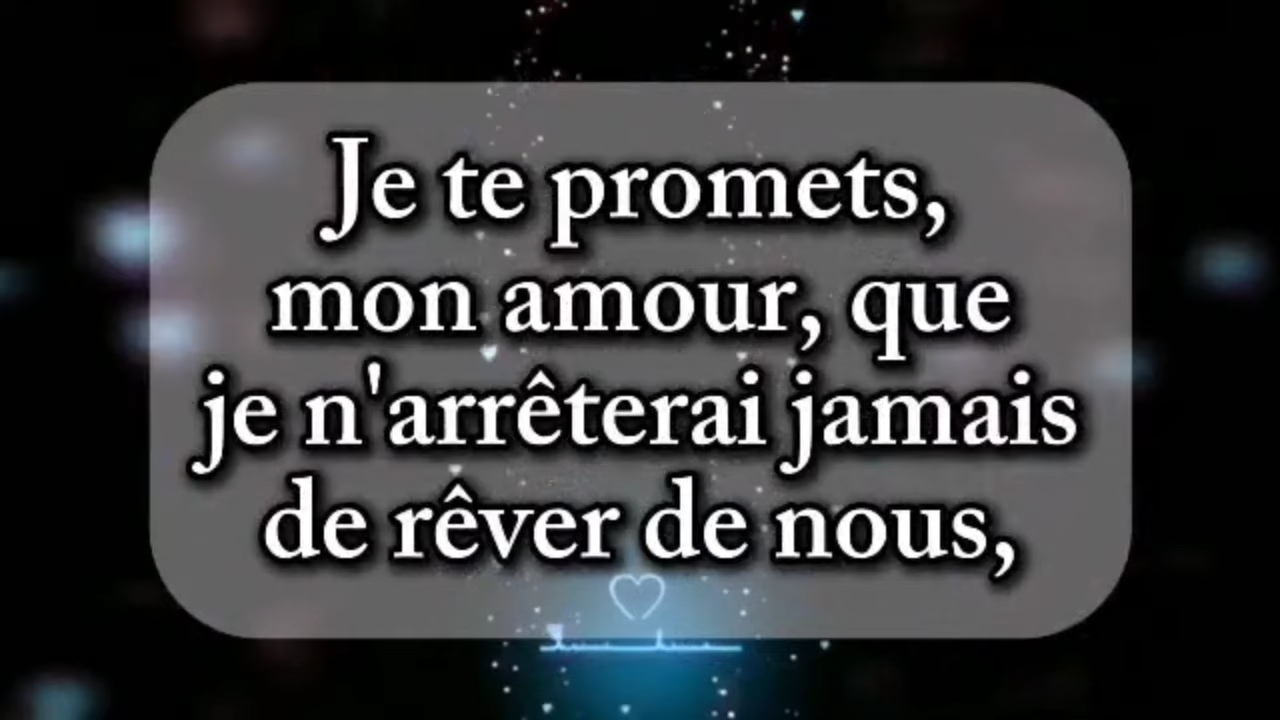 Je te promets,
mon amour, que
je n'arrêterai jamais
de rêver de nous,